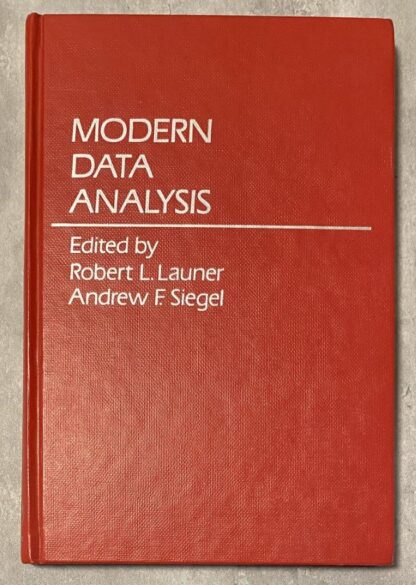 MODERN
DATA
ANALYSIS
Edited by
Robert L. Launer
Andrew F. Siegel